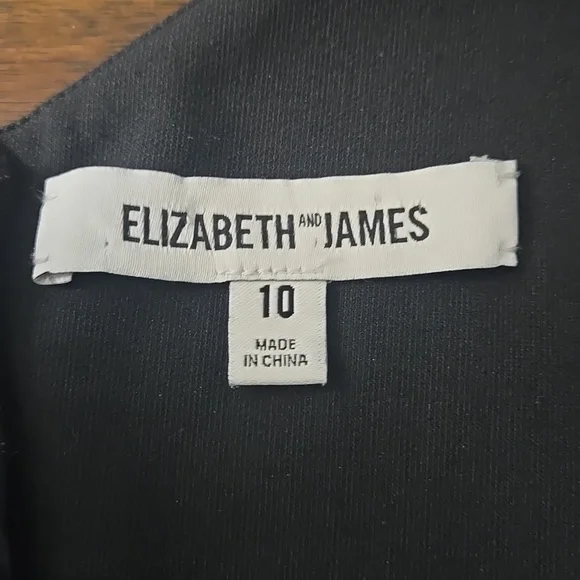 ELIZABETH AND JAMES
10
MADE
IN CHINA